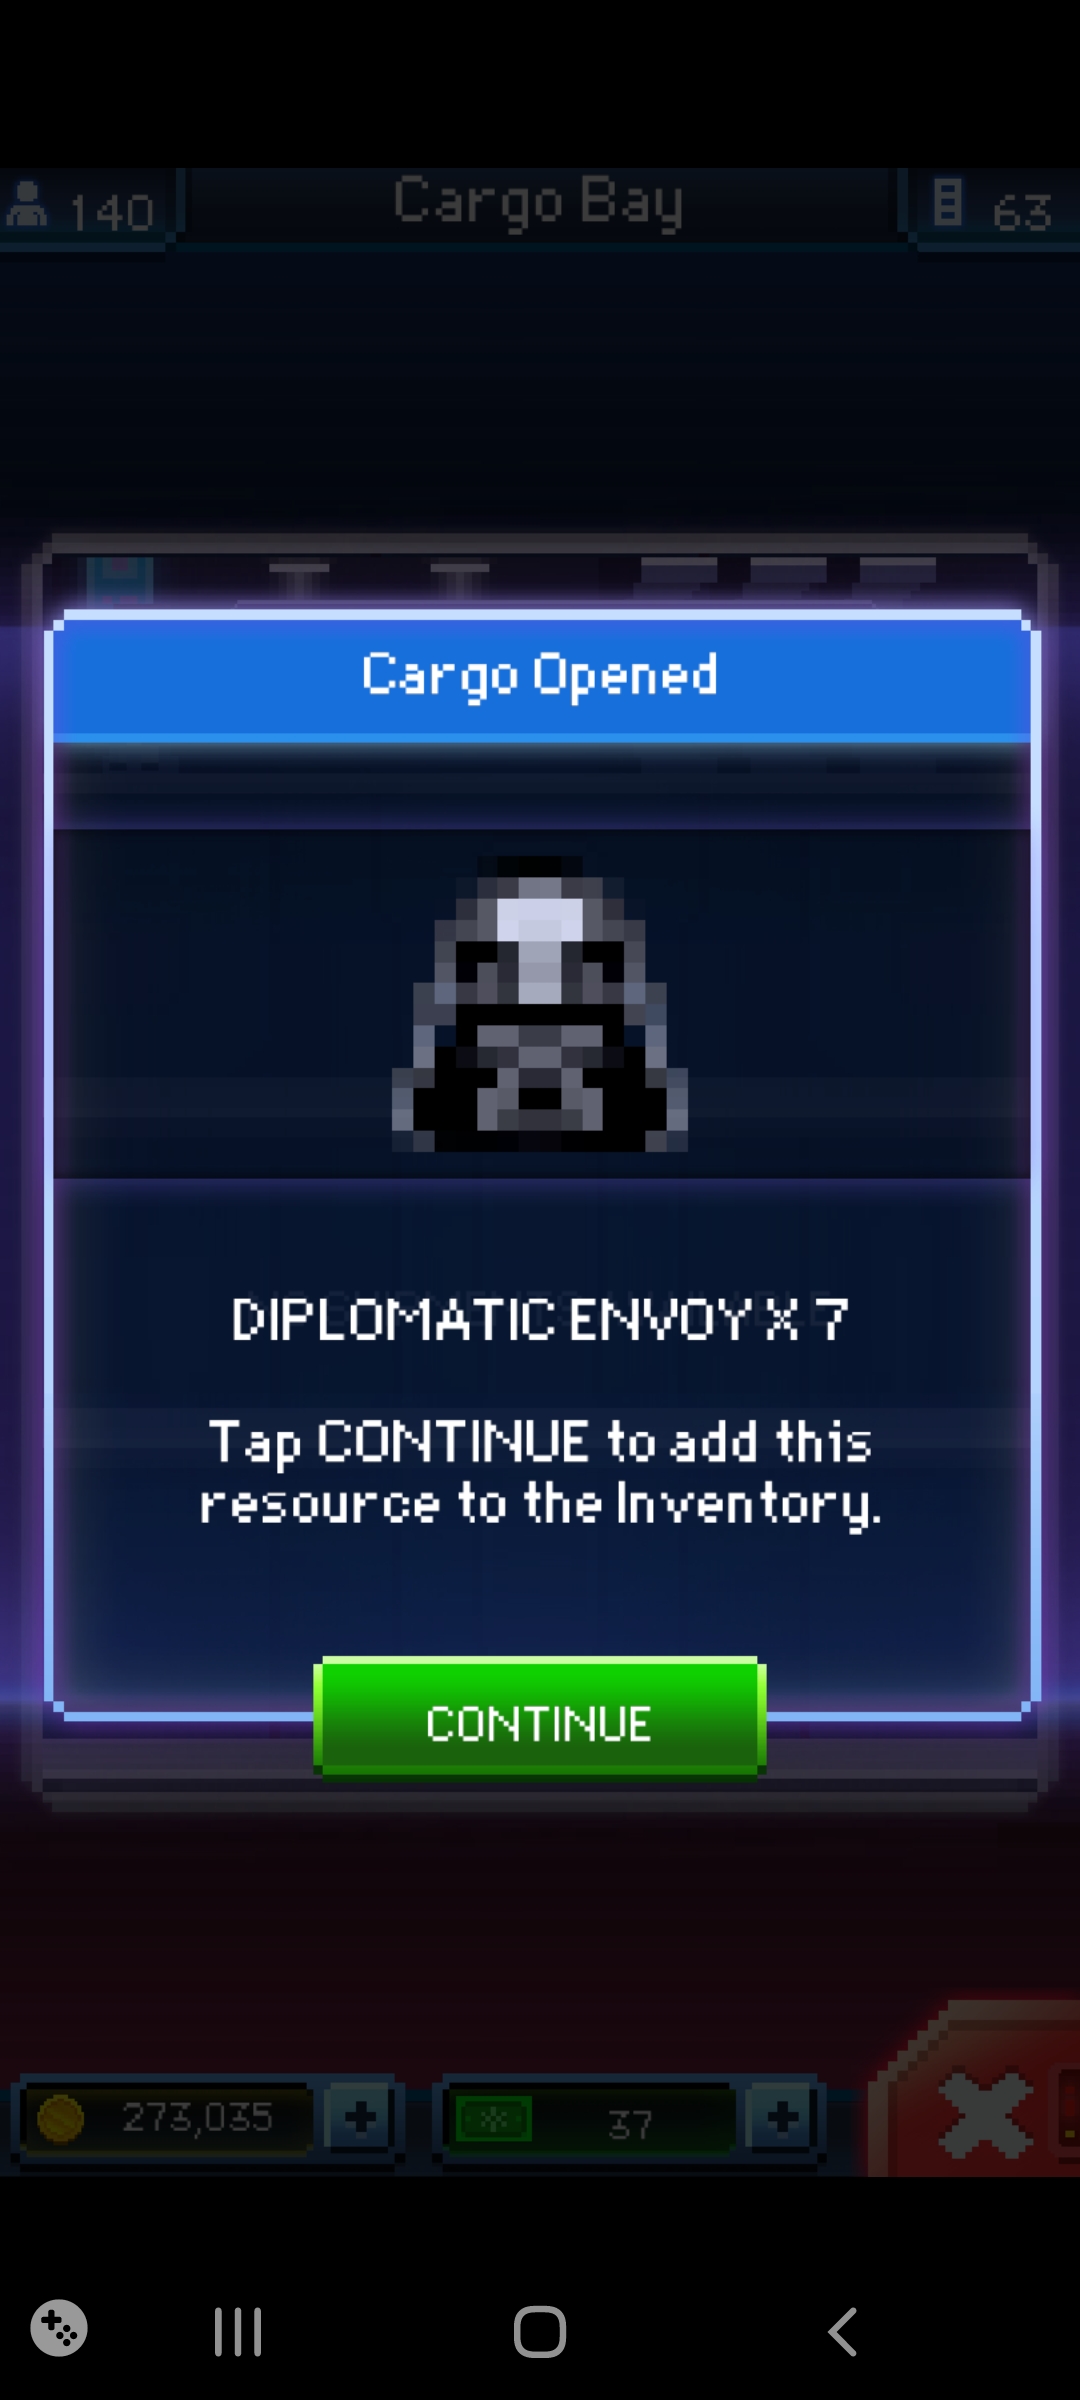 140
Cargo Bay
63
Cargo Opened
DIPLOMATIC ENVOY X 7
Tap CONTINUE to add this
resource to the Inventory.
CONTINUE
273,035
37